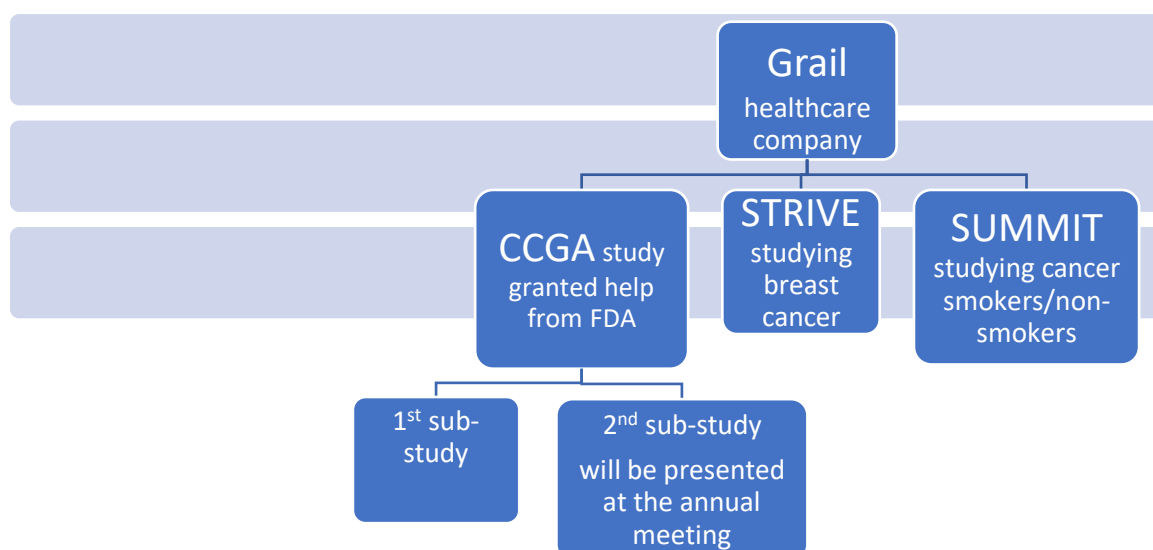 Grail
healthcare
company
CCGA study
granted help
from FDA
STRIVE
studying
breast
cancer
SUMMIT
studying cancer
smokers/non-
smokers
1st sub-
study
2nd sub-study
will be presented
at the annual
meeting